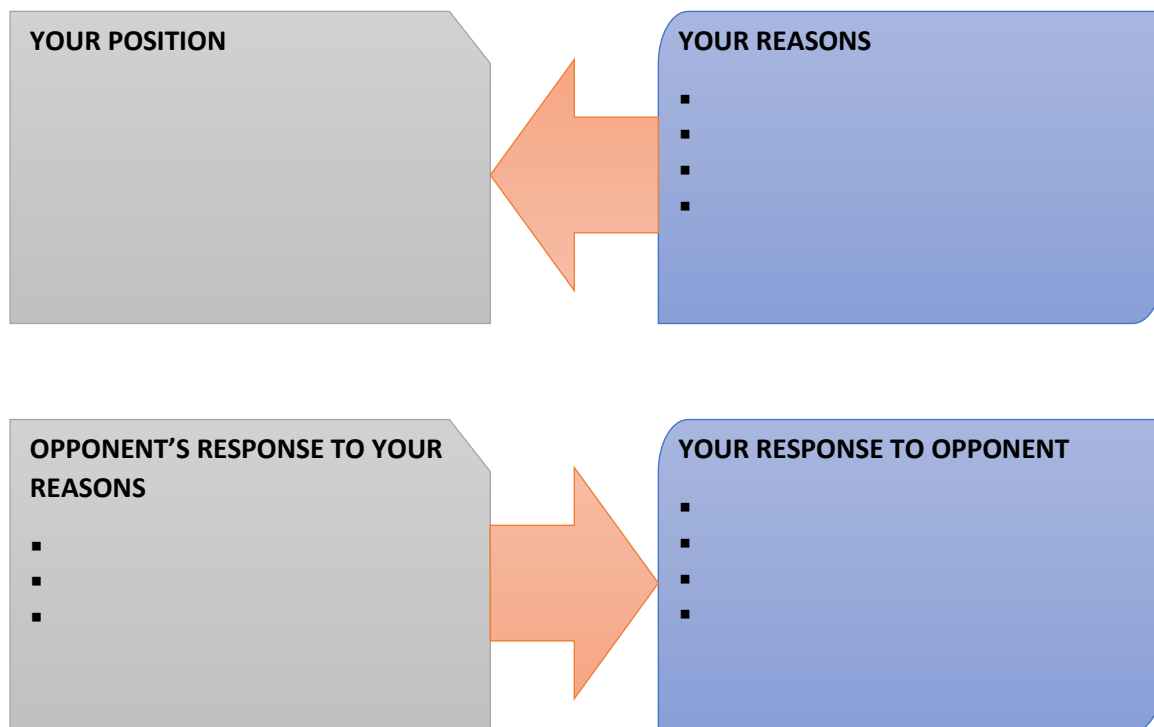 YOUR POSITION
YOUR REASONS
▪
▪
▪
▪
OPPONENT’S RESPONSE TO YOUR
REASONS
▪
▪
▪
YOUR RESPONSE TO OPPONENT
▪
▪
▪
▪